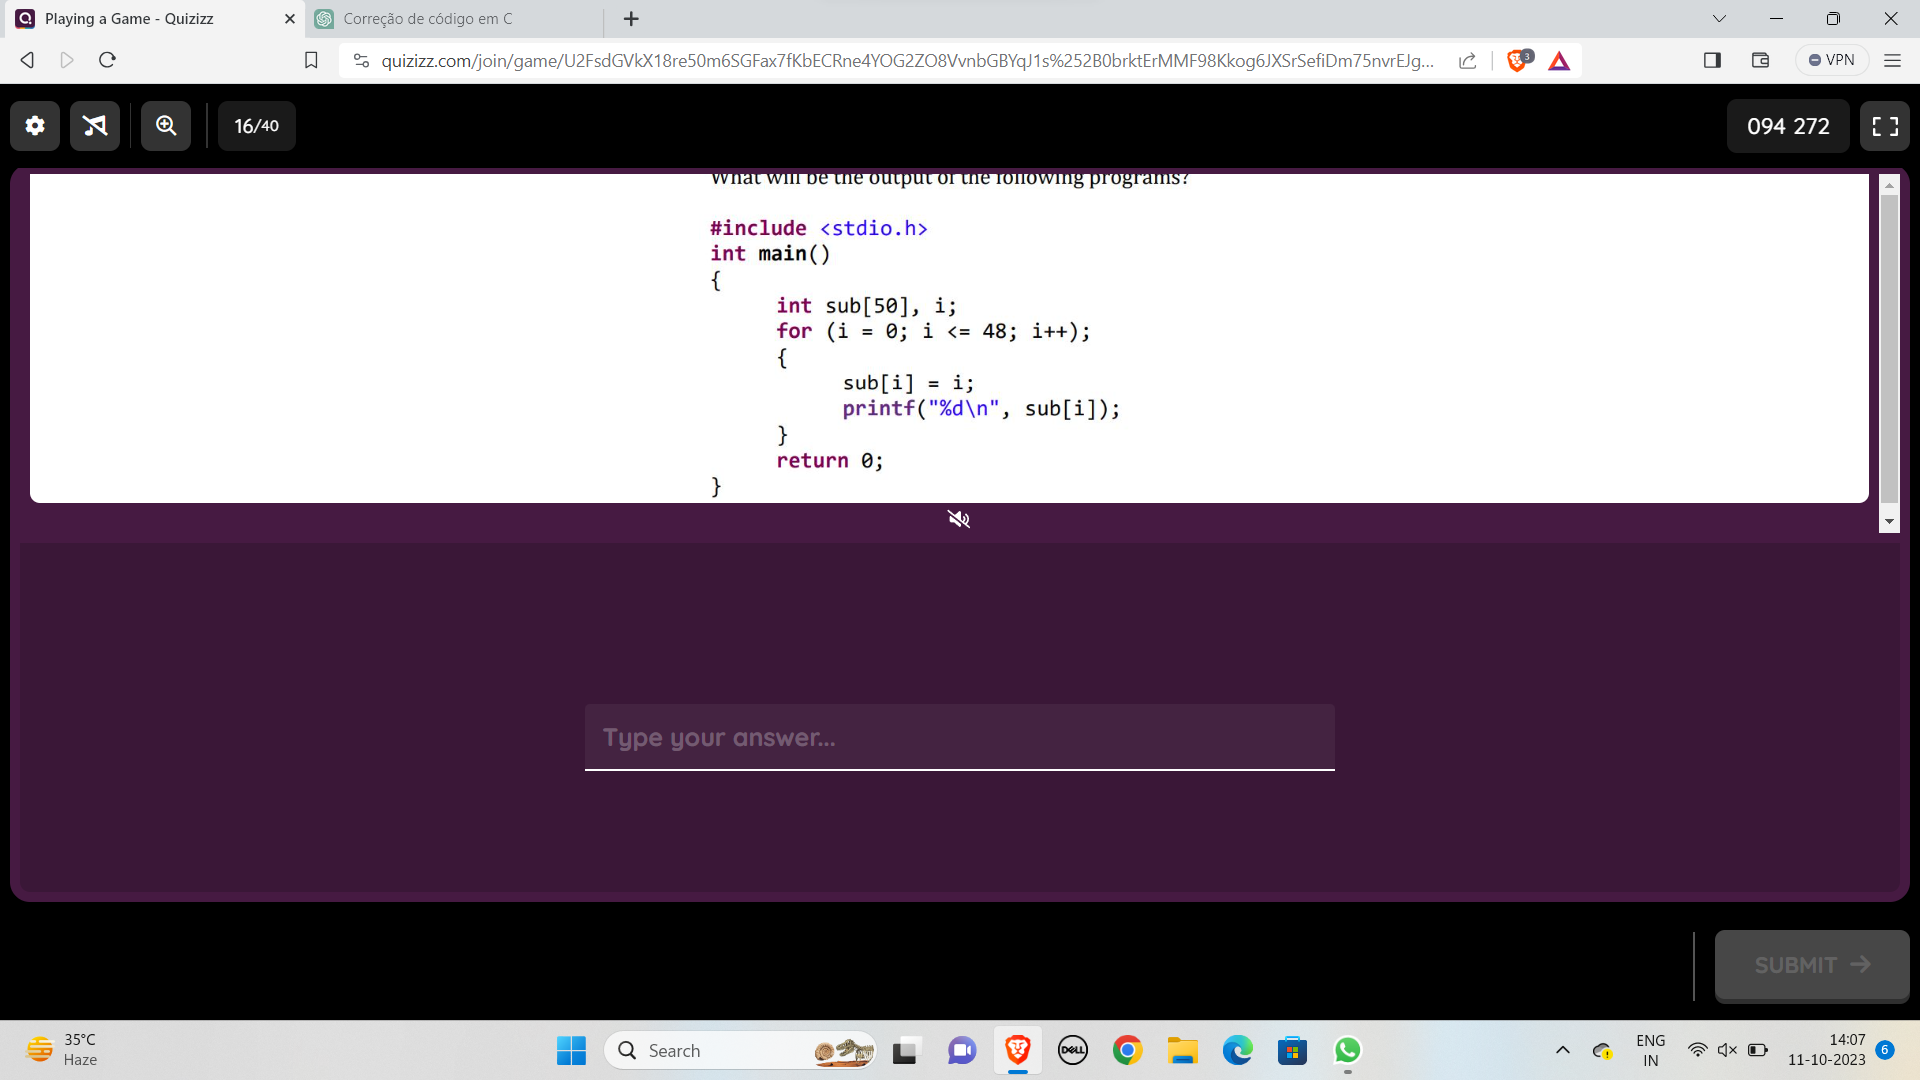 Playing a Game - Quizizz
Correção de código em C
quizizz.com/join/game/U2FsdGVkX18re50m6SGFax7fKbECRne4YOG2ZO8VvnbGBYqJ1s%252B0brktErMMF98Kkog6JXSrSefiDm75nvrEJg...
3
VPN
16/40
094 272
What will be the output of the following programs?
#include <stdio.h>
int main()
{
int sub[50], i;
for (i = 0; i <= 48; i++);
{
sub[i] = i;
printf("%d\n", sub[i]);
}
return 0;
}
Type your answer...
SUBMIT
35°C
Haze
Search
DELL
ENG
IN
14:07
11-10-2023
6